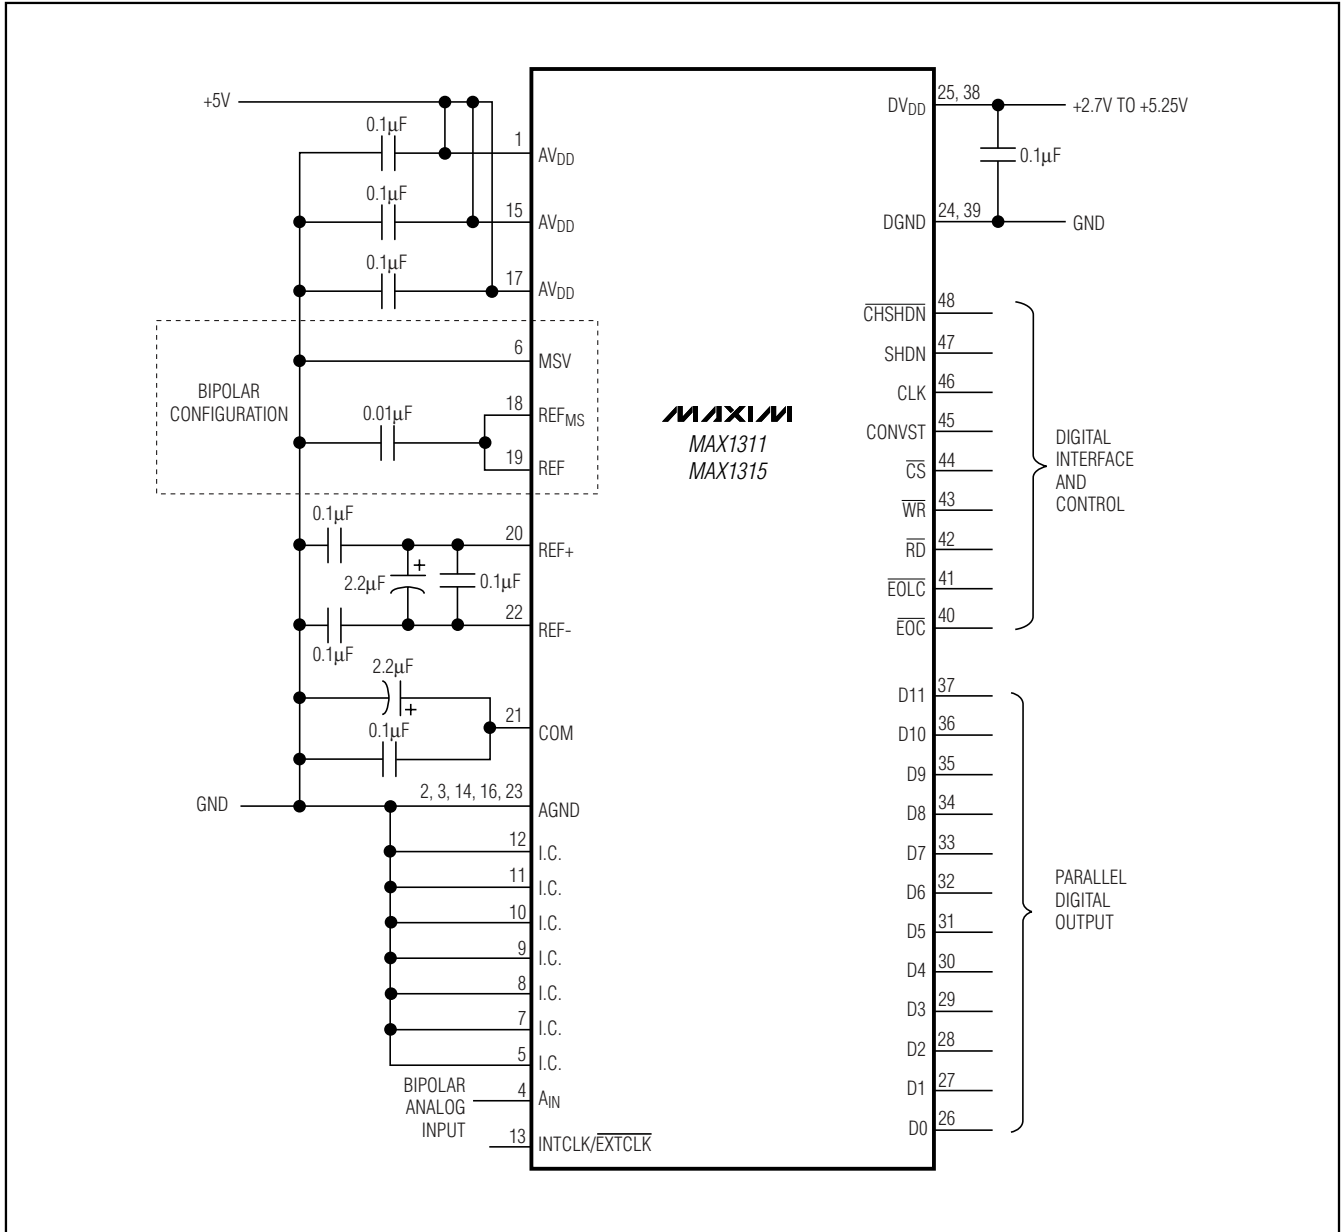 +5V
0.1µF
1
AVDD
0.1µF
15
AVDD
0.1µF
17
AVDD
BIPOLAR
CONFIGURATION
6
MSV
0.01µF
18
REFMS
19
REF
0.1µF
20
REF+
+
2.2µF
0.1µF
22
REF-
0.1µF
2.2µF
+
0.1µF
21
COM
GND
2, 3, 14, 16, 23
AGND
12
I.C.
11
I.C.
10
I.C.
9
I.C.
8
I.C.
7
I.C.
5
I.C.
BIPOLAR
ANALOG
INPUT
4
AIN
13
INTCLK/EXTCLK
MAXIM
MAX1311
MAX1315
DVDD
25, 38
+2.7V TO +5.25V
0.1µF
DGND
24, 39
GND
CHSHDN
48
SHDN
47
CLK
46
CONVST
45
CS
44
WR
43
RD
42
EOLC
41
EOC
40
DIGITAL
INTERFACE
AND
CONTROL
D11
37
D10
36
D9
35
D8
34
D7
33
D6
32
D5
31
D4
30
D3
29
D2
28
D1
27
D0
26
PARALLEL
DIGITAL
OUTPUT